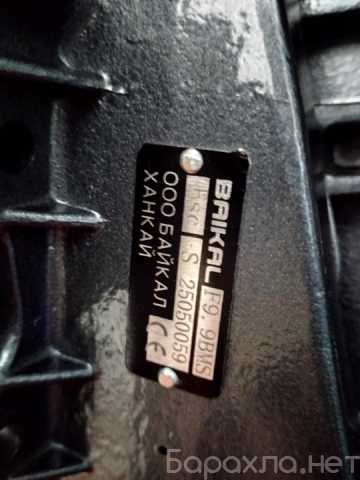 BAIKAL F9.9BMS
S 25050059
ООО БАЙКАЛ CE
ХАНКАЙ
Барахла.нет